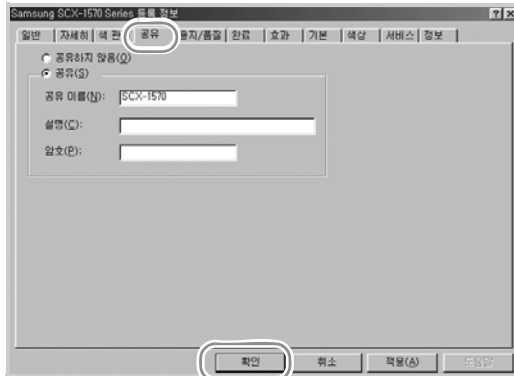 Samsung SCX-1570 Series 등록 정보
일반 자세히 색 관 공유 용지/품질 완료 효과 기본 색상 서비스 정보
공유하지 않음(O)
공유(S)
공유 이름(N): SCX-1570
설명(C):
암호(P):
확인 취소 적용(A) 도움말